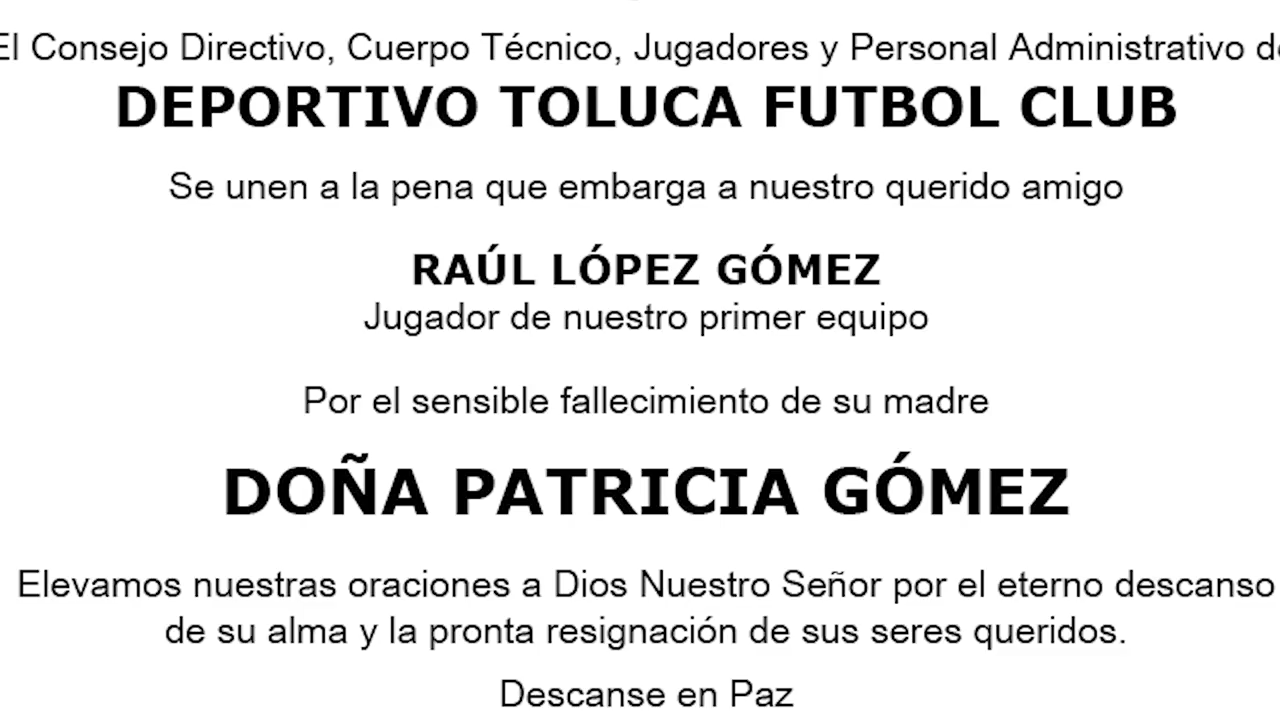 El Consejo Directivo, Cuerpo Técnico, Jugadores y Personal Administrativo de
DEPORTIVO TOLUCA FUTBOL CLUB
Se unen a la pena que embarga a nuestro querido amigo
RAÚL LÓPEZ GÓMEZ
Jugador de nuestro primer equipo
Por el sensible fallecimiento de su madre
DOÑA PATRICIA GÓMEZ
Elevamos nuestras oraciones a Dios Nuestro Señor por el eterno descanso
de su alma y la pronta resignación de sus seres queridos.
Descanse en Paz